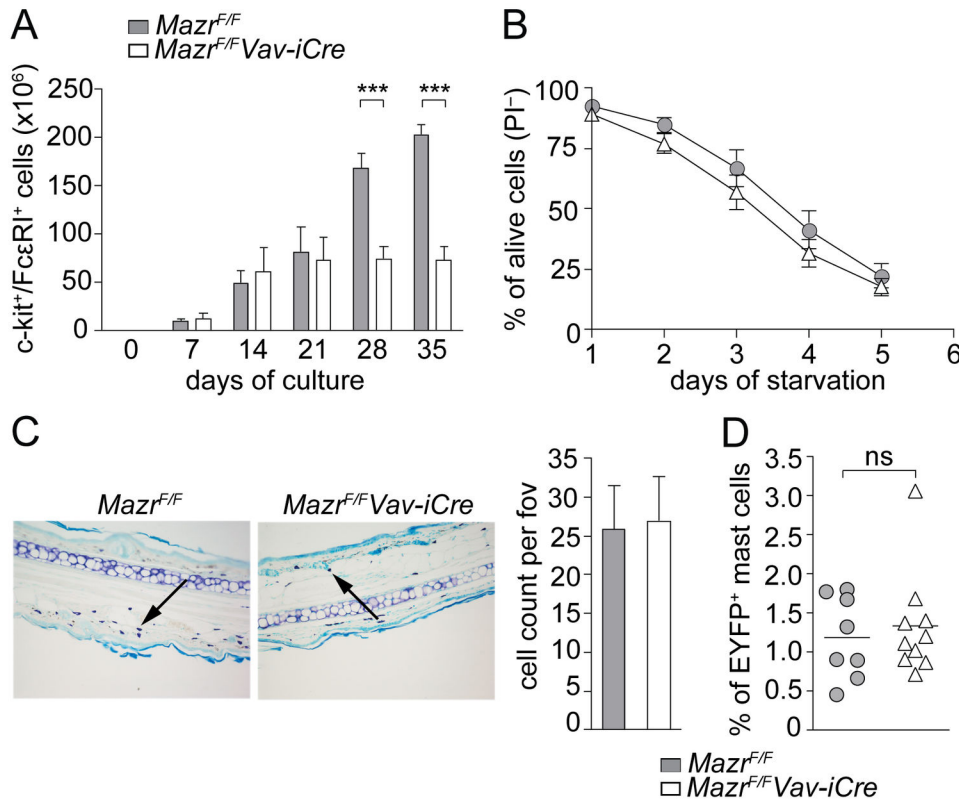 A
Mazr^F/F
Mazr^F/F Vav-iCre
c-kit⁺/FcεRI⁺ cells (x10⁶)
250
200
150
100
50
0
***
***
0 7 14 21 28 35
days of culture
B
% of alive cells (PI⁻)
100
75
50
25
0
1 2 3 4 5 6
days of starvation
C
Mazr^F/F
Mazr^F/F Vav-iCre
cell count per fov
35
30
25
20
15
10
5
0
D
ns
% of EYFP⁺ mast cells
3.5
3.0
2.5
2.0
1.5
1.0
0.5
0
Mazr^F/F
Mazr^F/F Vav-iCre